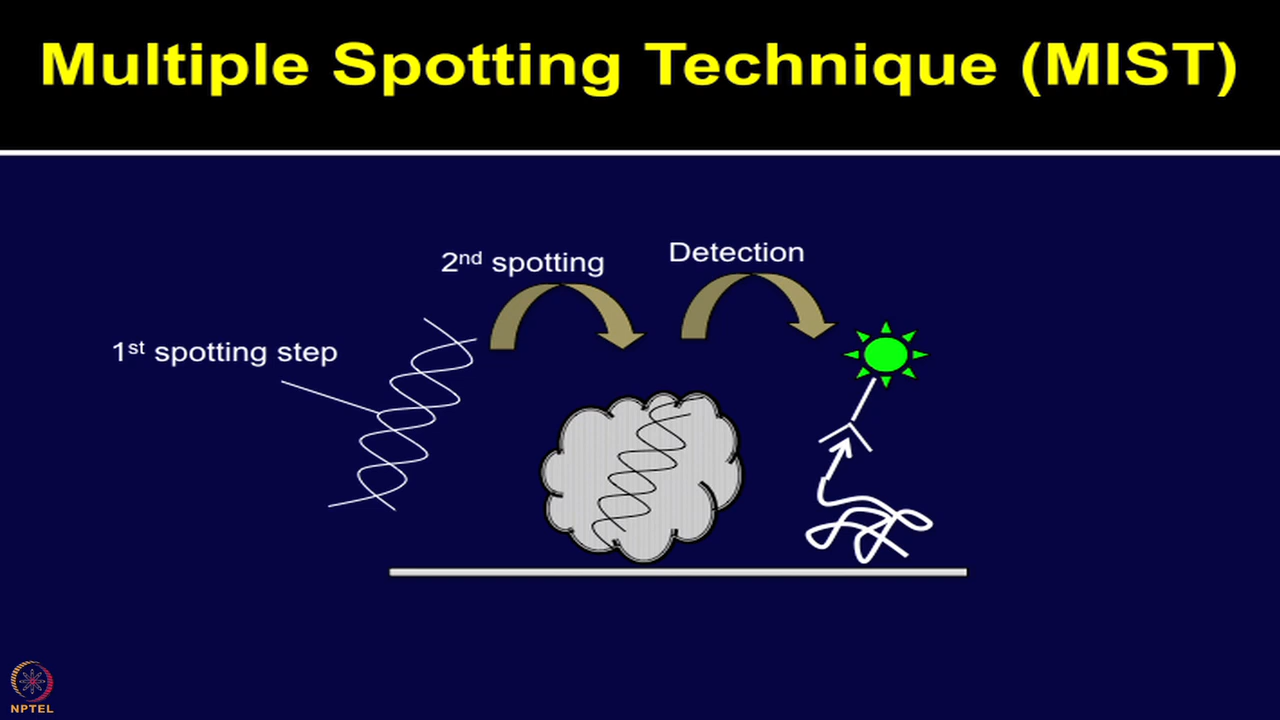 Multiple Spotting Technique (MIST)
2nd spotting
Detection
1st spotting step
NPTEL